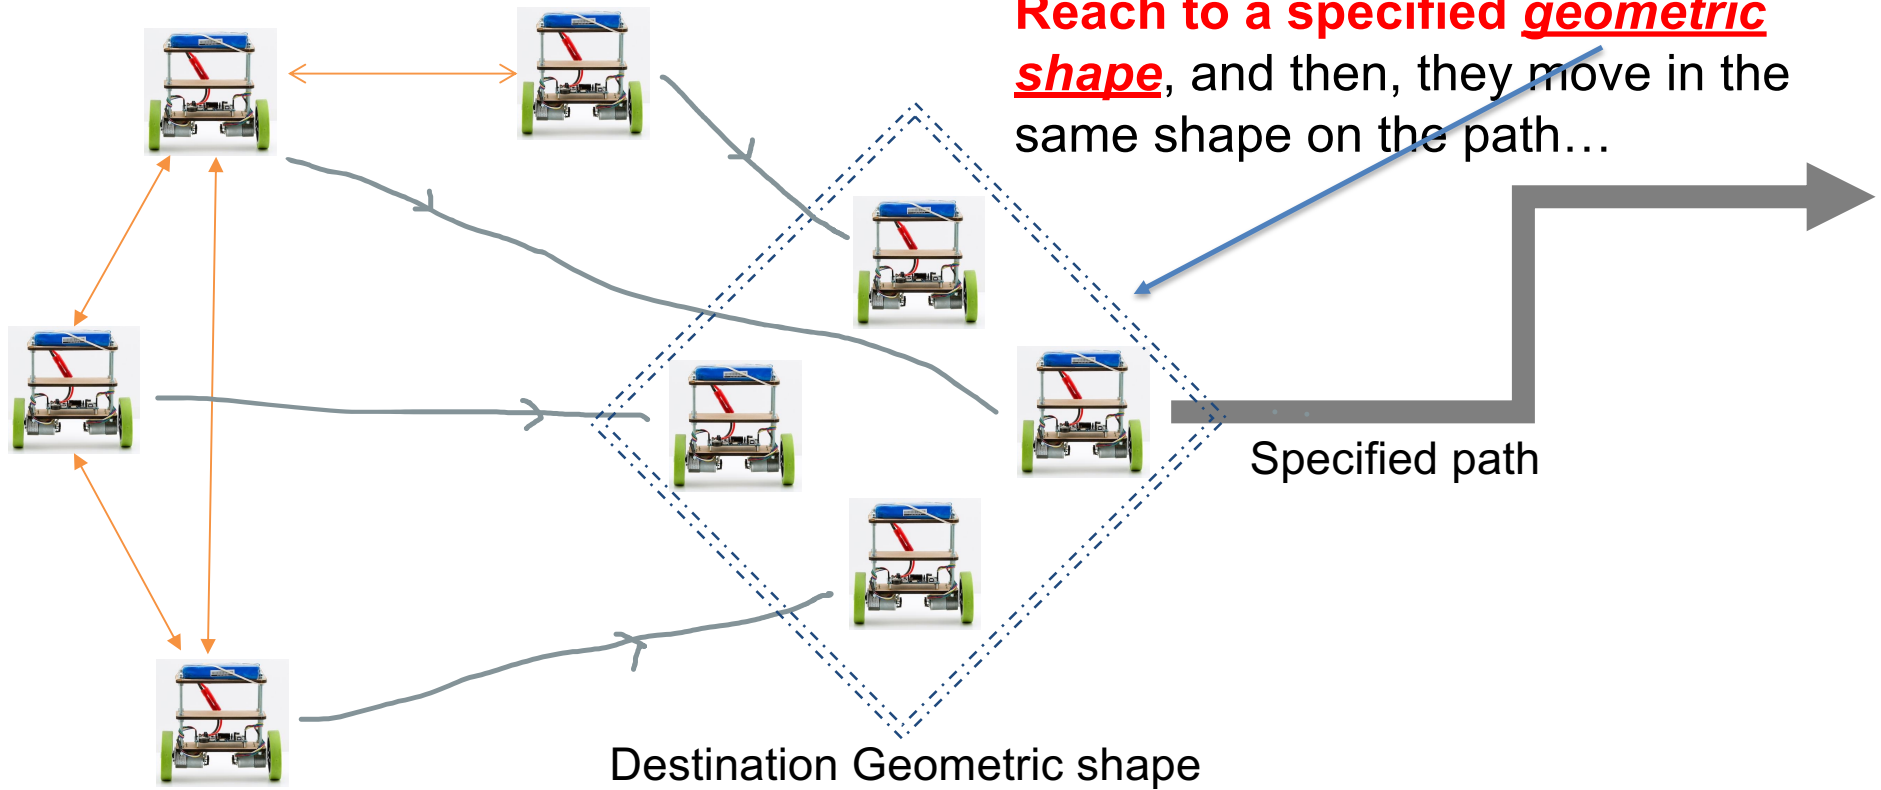 Reach to a specified geometric
shape, and then, they move in the
same shape on the path…
Specified path
Destination Geometric shape